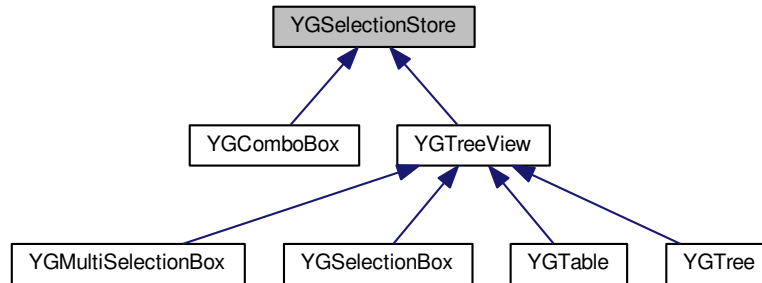 YGSelectionStore
YGComboBox
YGTreeView
YGMultiSelectionBox
YGSelectionBox
YGTable
YGTree